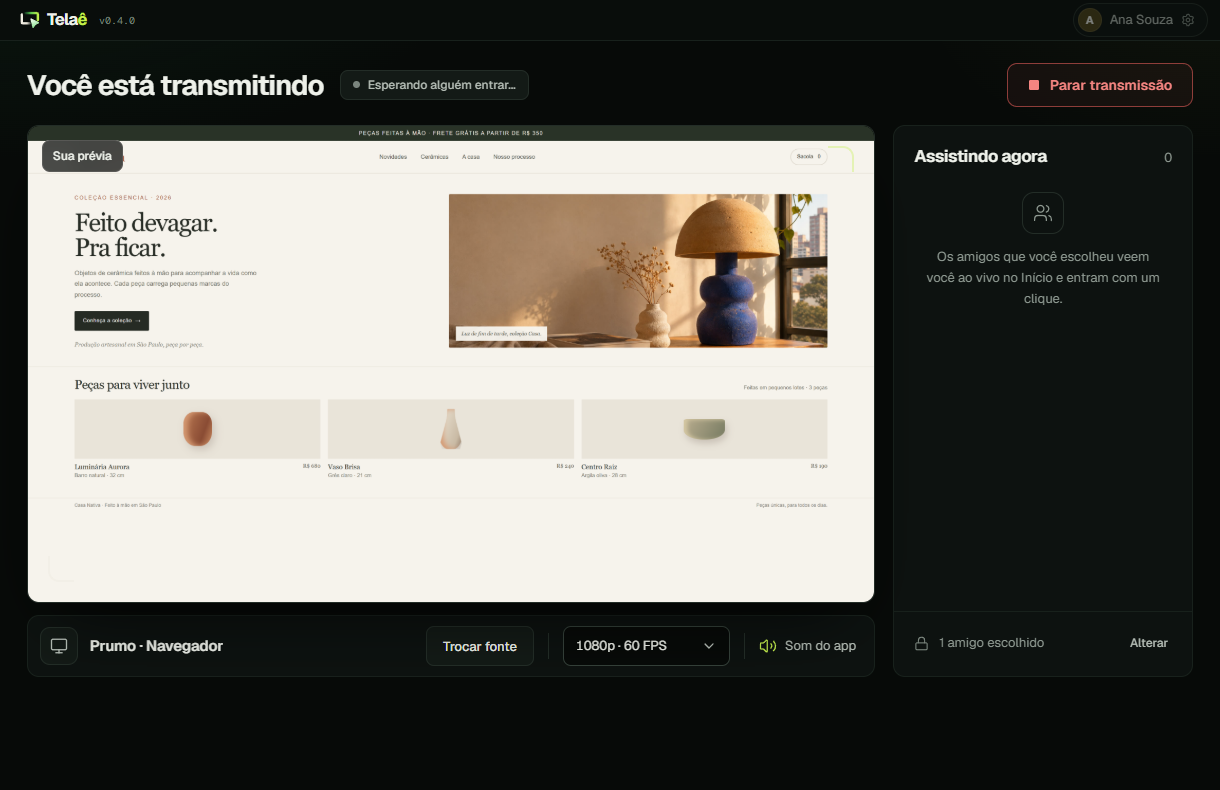 Telaê v0.4.0
A Ana Souza
Você está transmitindo
Esperando alguém entrar...
Parar transmissão
PEÇAS FEITAS À MÃO · FRETE GRÁTIS A PARTIR DE R$ 350
Sua prévia
Novidades Cerâmicas A casa Nosso processo
Sacola 0
COLEÇÃO ESSENCIAL · 2026
Feito devagar.
Pra ficar.
Objetos de cerâmica feitos à mão para acompanhar a vida como
ela acontece. Cada peça carrega pequenas marcas do
processo.
Conheça a coleção →
Produção artesanal em São Paulo, peça por peça.
Luz de fim de tarde, coleção Casa.
Peças para viver junto
Feitas em pequenos lotes · 3 peças
Luminária Aurora R$ 680
Barro natural · 32 cm
Vaso Brisa
Grés claro · 21 cm
Centro Raiz
Argila oliva · 26 cm
Casa Nativa · Feito à mão em São Paulo
Peças únicas, para todos os dias.
Prumo · Navegador
Trocar fonte
1080p · 60 FPS
Som do app
Assistindo agora 0
Os amigos que você escolheu veem
você ao vivo no Início e entram com um
clique.
1 amigo escolhido Alterar